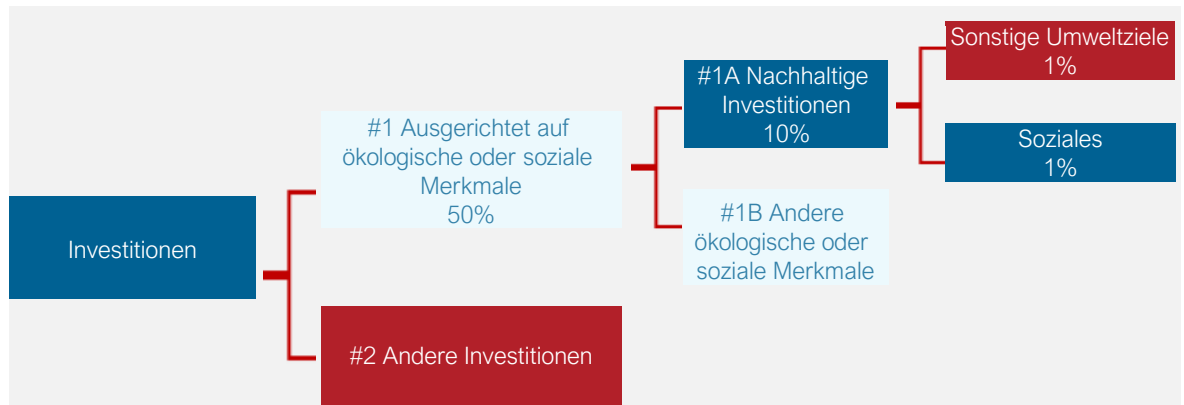 Investitionen
#1 Ausgerichtet auf
ökologische oder soziale
Merkmale
50%
#2 Andere Investitionen
#1A Nachhaltige
Investitionen
10%
#1B Andere
ökologische oder
soziale Merkmale
Sonstige Umweltziele
1%
Soziales
1%